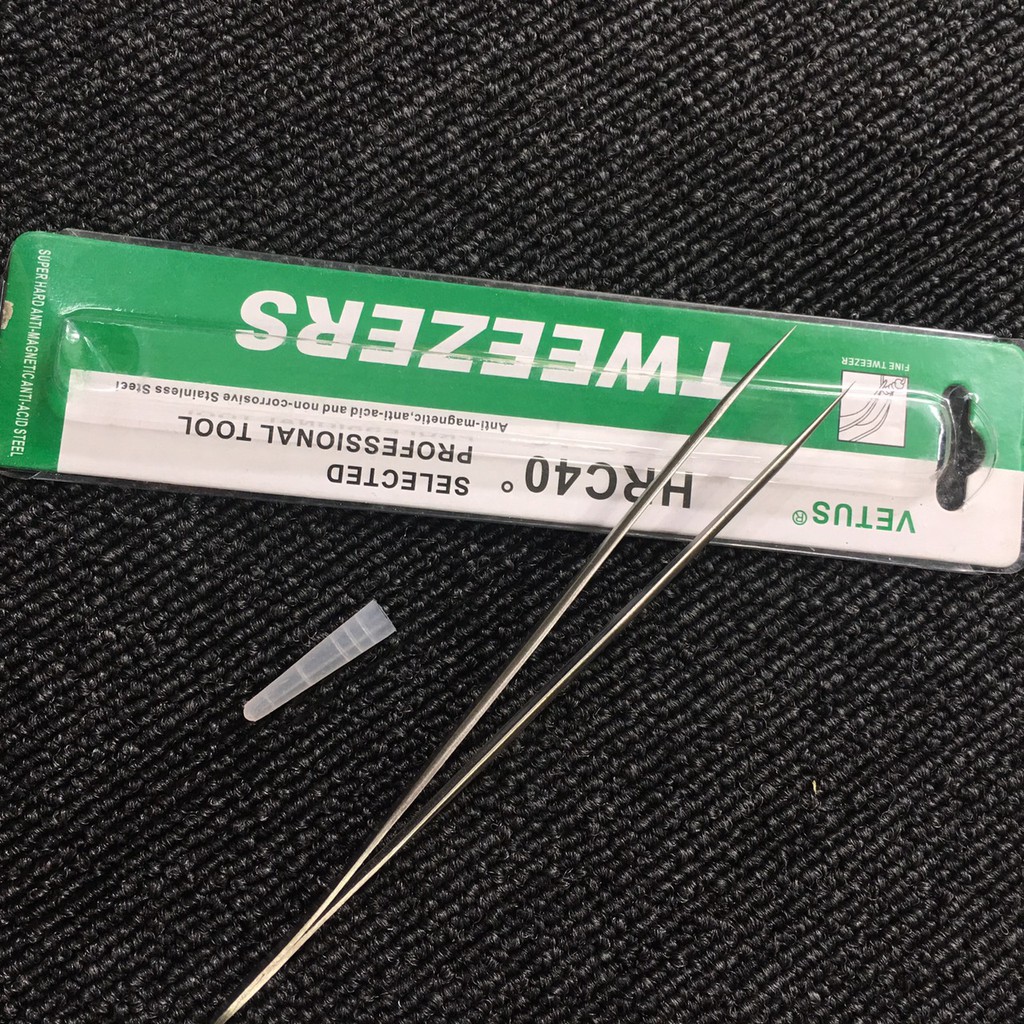 VETUS®
HRC40°
SELECTED
PROFESSIONAL TOOL
Anti-magnetic,anti-acid and non-corrosive Stainless Steel
FINE TWEEZER
TWEEZERS
SUPER HARD ANTI-MAGNETIC ANTI-ACID STEEL